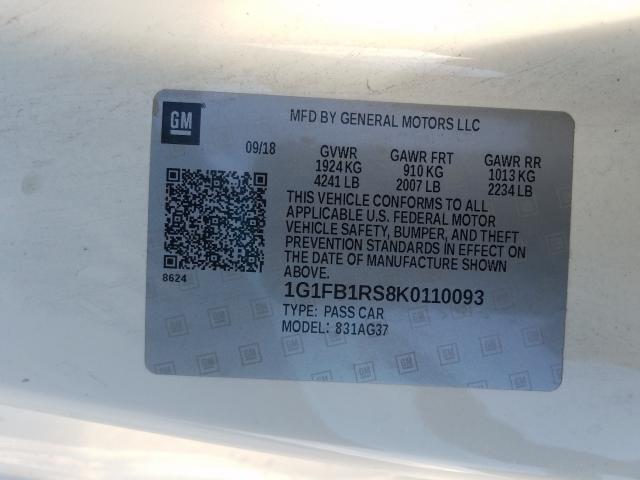 GM
MFD BY GENERAL MOTORS LLC
09/18 GVWR GAWR FRT GAWR RR
1924 KG 910 KG 1013 KG
4241 LB 2007 LB 2234 LB
THIS VEHICLE CONFORMS TO ALL
APPLICABLE U.S. FEDERAL MOTOR
VEHICLE SAFETY, BUMPER, AND THEFT
PREVENTION STANDARDS IN EFFECT ON
THE DATE OF MANUFACTURE SHOWN
ABOVE.
8624
1G1FB1RS8K0110093
TYPE: PASS CAR
MODEL: 831AG37